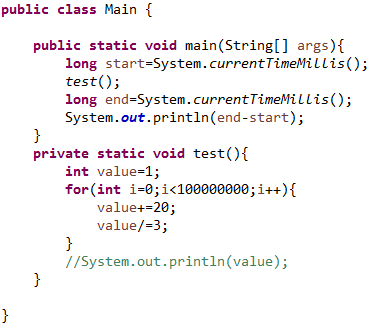 public class Main {
public static void main(String[] args){
long start=System.currentTimeMillis();
test();
long end=System.currentTimeMillis();
System.out.println(end-start);
}
private static void test(){
int value=1;
for(int i=0;i<100000000;i++){
value+=20;
value/=3;
}
//System.out.println(value);
}
}